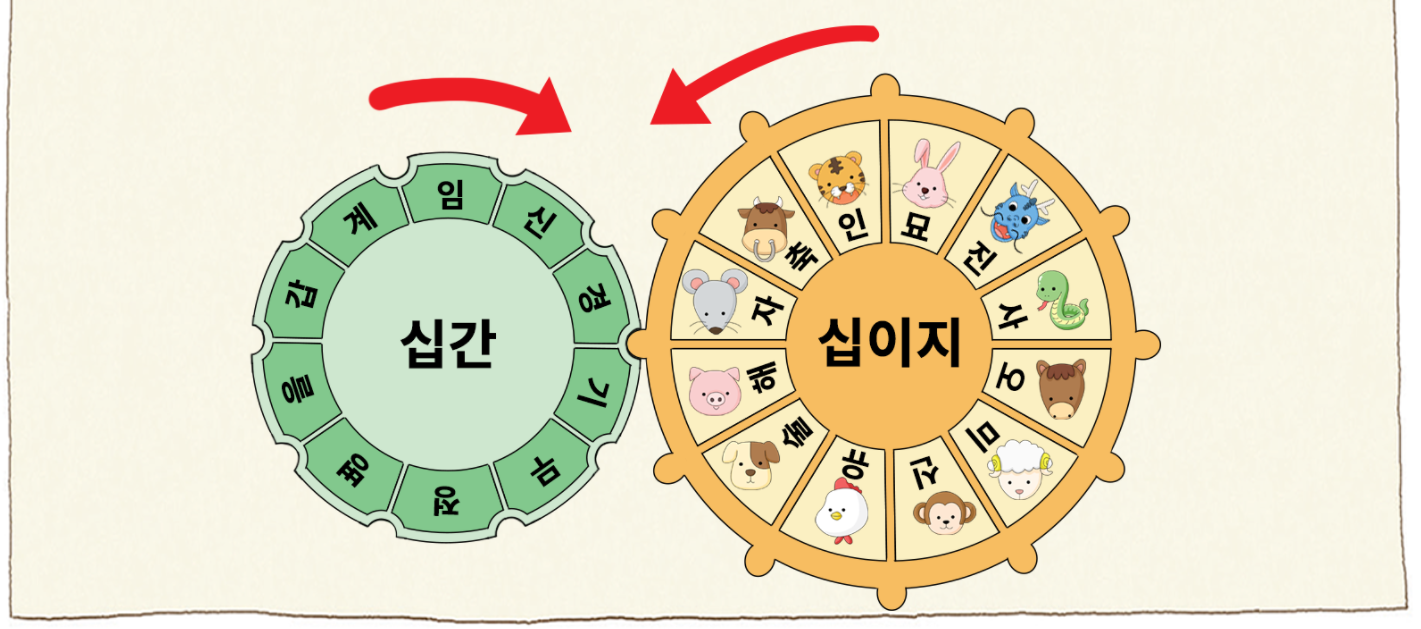 십간
갑
을
병
정
무
기
경
신
임
계
십이지
자
축
인
묘
진
사
오
미
신
유
술
해